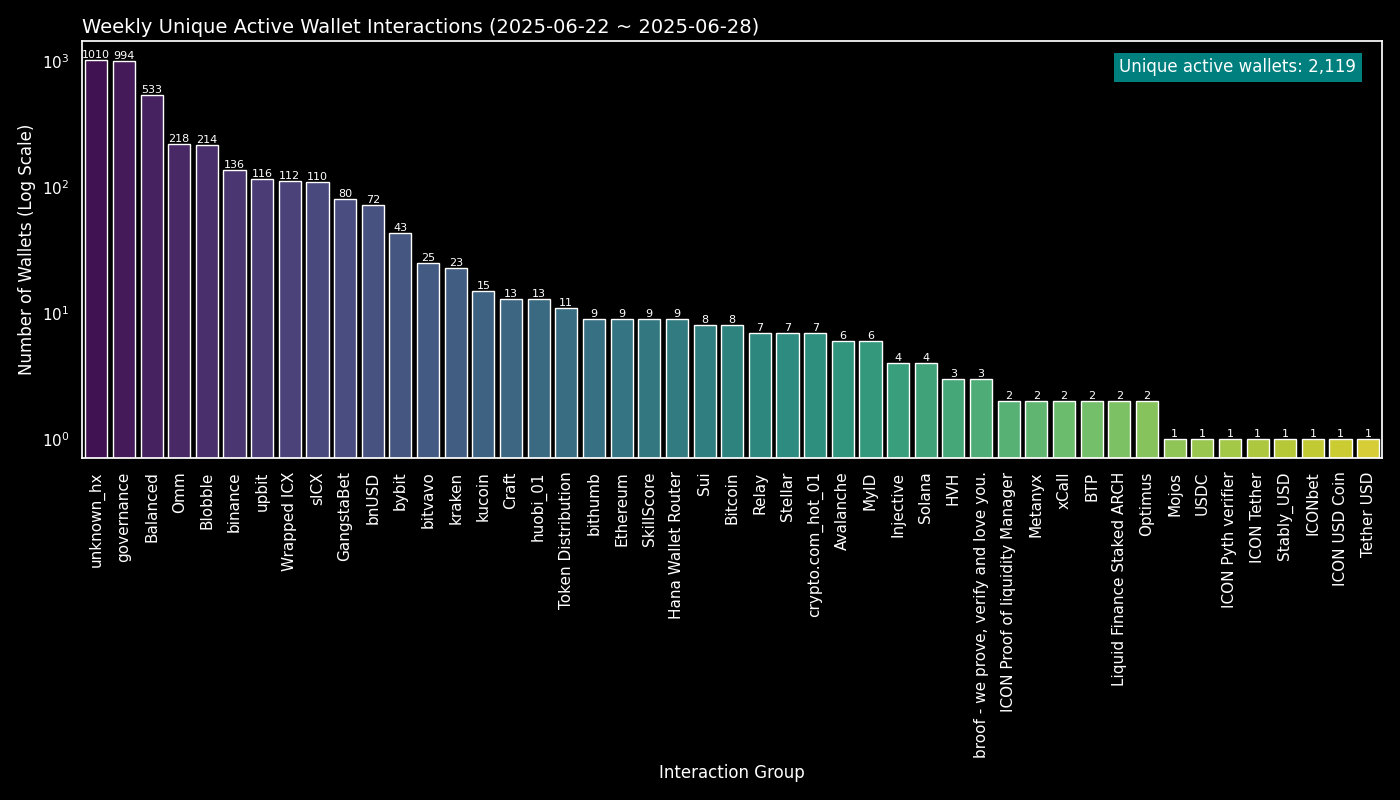 Weekly Unique Active Wallet Interactions (2025-06-22 ~ 2025-06-28)
Unique active wallets: 2,119
Number of Wallets (Log Scale)
10³
10²
10¹
10⁰
1010
994
533
218
214
136
116
112
110
80
72
43
25
23
15
13
13
11
9
9
9
9
8
8
7
7
7
6
6
4
4
3
3
2
2
2
2
2
2
1
1
1
1
1
1
1
1
unknown_hx
governance
Balanced
Omm
Blobble
binance
upbit
Wrapped ICX
sICX
GangstaBet
bnUSD
bybit
bitvavo
kraken
kucoin
Craft
huobi_01
Token Distribution
bithumb
Ethereum
SkillScore
Hana Wallet Router
Sui
Bitcoin
Relay
Stellar
crypto.com_hot_01
Avalanche
MyID
Injective
Solana
HVH
broof - we prove, verify and love you.
ICON Proof of liquidity Manager
Metanyx
xCall
BTP
Liquid Finance Staked ARCH
Optimus
Mojos
USDC
ICON Pyth verifier
ICON Tether
Stably_USD
ICONbet
ICON USD Coin
Tether USD
Interaction Group